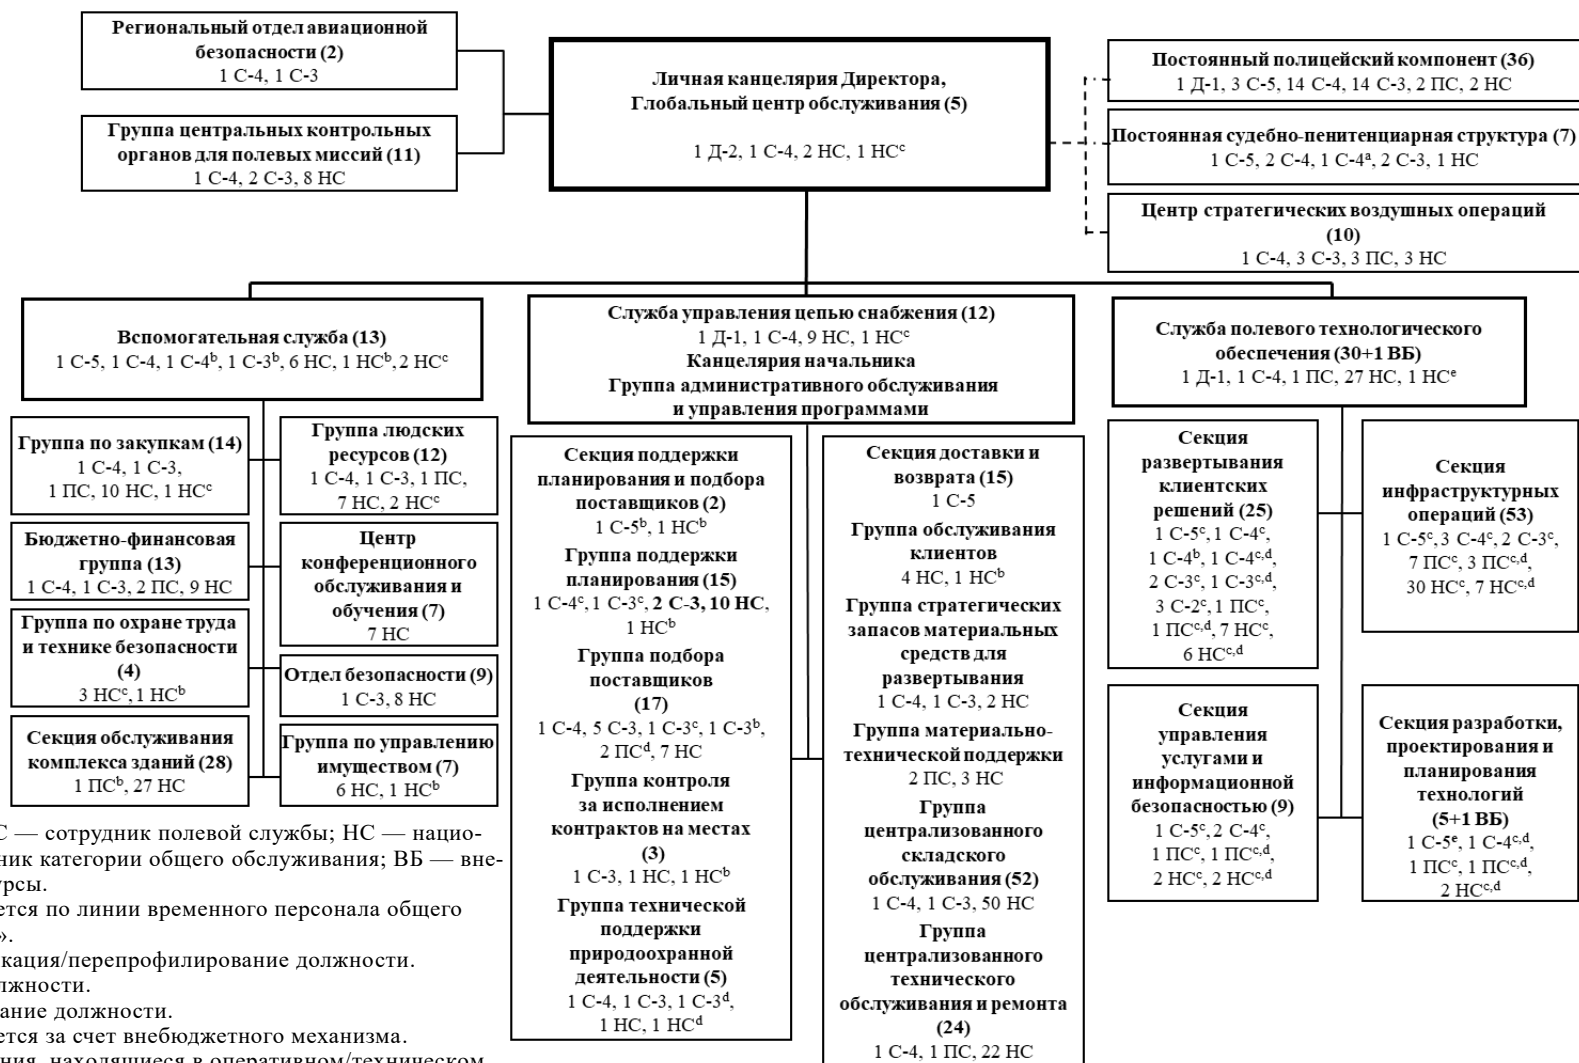 Региональный отдел авиационной
безопасности (2)
1 С-4, 1 С-3
Группа центральных контрольных
органов для полевых миссий (11)
1 С-4, 2 С-3, 8 НС
Личная канцелярия Директора,
Глобальный центр обслуживания (5)
1 Д-2, 1 С-4, 2 НС, 1 НСᶜ
Постоянный полицейский компонент (36)
1 Д-1, 3 С-5, 14 С-4, 14 С-3, 2 ПС, 2 НС
Постоянная судебно-пенитенциарная структура (7)
1 С-5, 2 С-4, 1 С-4ᵃ, 2 С-3, 1 НС
Центр стратегических воздушных операций
(10)
1 С-4, 3 С-3, 3 ПС, 3 НС
Вспомогательная служба (13)
1 С-5, 1 С-4, 1 С-4ᵇ, 1 С-3ᵇ, 6 НС, 1 НСᵇ, 2 НСᶜ
Группа по закупкам (14)
1 С-4, 1 С-3,
1 ПС, 10 НС, 1 НСᶜ
Группа людских
ресурсов (12)
1 С-4, 1 С-3, 1 ПС,
7 НС, 2 НСᶜ
Бюджетно-финансовая
группа (13)
1 С-4, 1 С-3, 2 ПС, 9 НС
Центр
конференционного
обслуживания и
обучения (7)
7 НС
Группа по охране труда
и технике безопасности
(4)
3 НСᶜ, 1 НСᵇ
Отдел безопасности (9)
1 С-3, 8 НС
Секция обслуживания
комплекса зданий (28)
1 ПСᵇ, 27 НС
Группа по управлению
имуществом (7)
6 НС, 1 НСᵇ
Служба управления цепью снабжения (12)
1 Д-1, 1 С-4, 9 НС, 1 НСᶜ
Канцелярия начальника
Группа административного обслуживания
и управления программами
Секция поддержки
планирования и подбора
поставщиков (2)
1 С-5ᵇ, 1 НСᵇ
Группа поддержки
планирования (15)
1 С-4ᶜ, 1 С-3ᶜ, 2 С-3, 10 НС,
1 НСᵇ
Группа подбора
поставщиков
(17)
1 С-4, 5 С-3, 1 С-3ᶜ, 1 С-3ᵇ,
2 ПСᵈ, 7 НС
Группа контроля
за исполнением
контрактов на местах
(3)
1 С-3, 1 НС, 1 НСᵇ
Группа технической
поддержки
природоохранной
деятельности (5)
1 С-4, 1 С-3, 1 С-3ᵈ,
1 НС, 1 НСᵈ
Секция доставки и
возврата (15)
1 С-5
Группа обслуживания
клиентов
4 НС, 1 НСᵇ
Группа стратегических
запасов материальных
средств для
развертывания
1 С-4, 1 С-3, 2 НС
Группа материально-
технической поддержки
2 ПС, 3 НС
Группа
централизованного
складского
обслуживания (52)
1 С-4, 1 С-3, 50 НС
Группа
централизованного
технического
обслуживания и ремонта
(24)
1 С-4, 1 ПС, 22 НС
Служба полевого технологического
обеспечения (30+1 ВБ)
1 Д-1, 1 С-4, 1 ПС, 27 НС, 1 НСᵉ
Секция
развертывания
клиентских
решений (25)
1 С-5ᶜ, 1 С-4ᶜ,
1 С-4ᵇ, 1 С-4ᶜ,ᵈ,
2 С-3ᶜ, 1 С-3ᶜ,ᵈ,
3 С-2ᶜ, 1 ПСᶜ,
1 ПСᶜ,ᵈ, 7 НСᶜ,
6 НСᶜ,ᵈ
Секция
инфраструктурных
операций (53)
1 С-5ᶜ, 3 С-4ᶜ, 2 С-3ᶜ,
7 ПСᶜ, 3 ПСᶜ,ᵈ,
30 НСᶜ, 7 НСᶜ,ᵈ
Секция
управления
услугами и
информационной
безопасностью (9)
1 С-5ᶜ, 2 С-4ᶜ,
1 ПСᶜ, 1 ПСᶜ,ᵈ,
2 НСᶜ, 2 НСᶜ,ᵈ
Секция разработки,
проектирования и
планирования
технологий
(5+1 ВБ)
1 С-5ᵉ, 1 С-4ᶜ,ᵈ,
1 ПСᶜ, 1 ПСᶜ,ᵈ,
2 НСᶜ,ᵈ
С — сотрудник полевой службы; НС — нацио-
ник категории общего обслуживания; ВБ — вне-
урсы.
ется по линии временного персонала общего
».
кация/перепрофилирование должности.
лжности.
ание должности.
ется за счет внебюджетного механизма.
ния, находящиеся в оперативном/техническом